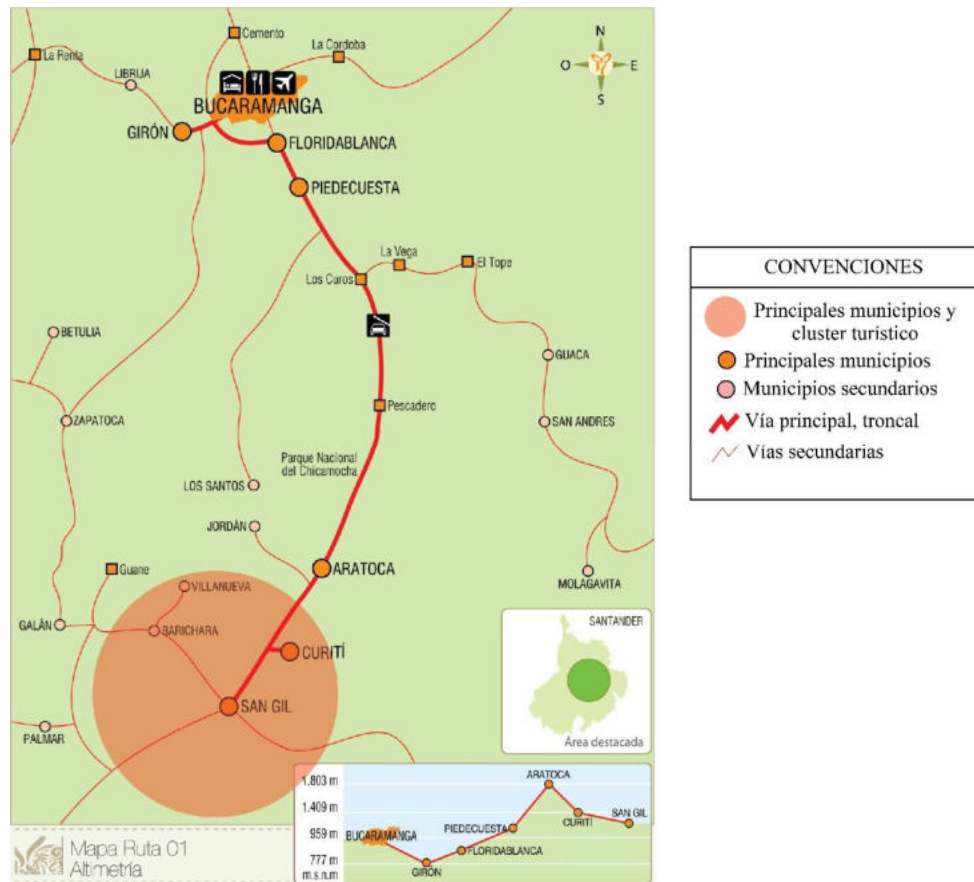 Cemento
La Cordoba
La Renta
LIBRIJA
N
O
E
S
BUCARAMANGA
GIRÓN
FLORIDABLANCA
PIEDECUESTA
La Vega
El Tope
Los Curos
BETULIA
GUACA
Pescadero
ZAPATOCA
SAN ANDRES
Parque Nacional
del Chicamocha
LOS SANTOS
JORDÁN
ARATOCA
Guane
VILLANUEVA
MOLAGAVITA
GALÁN
BARICHARA
CURITÍ
SAN GIL
PALMAR
SANTANDER
Área destacada
1.803 m
1.409 m
959 m
777 m
m.s.n.m
BUCARAMANGA
GIRÓN
FLORIDABLANCA
PIEDECUESTA
ARATOCA
CURITÍ
SAN GIL
Mapa Ruta 01
Altimetría
CONVENCIONES
Principales municipios y
cluster turístico
Principales municipios
Municipios secundarios
Vía principal, troncal
Vías secundarias